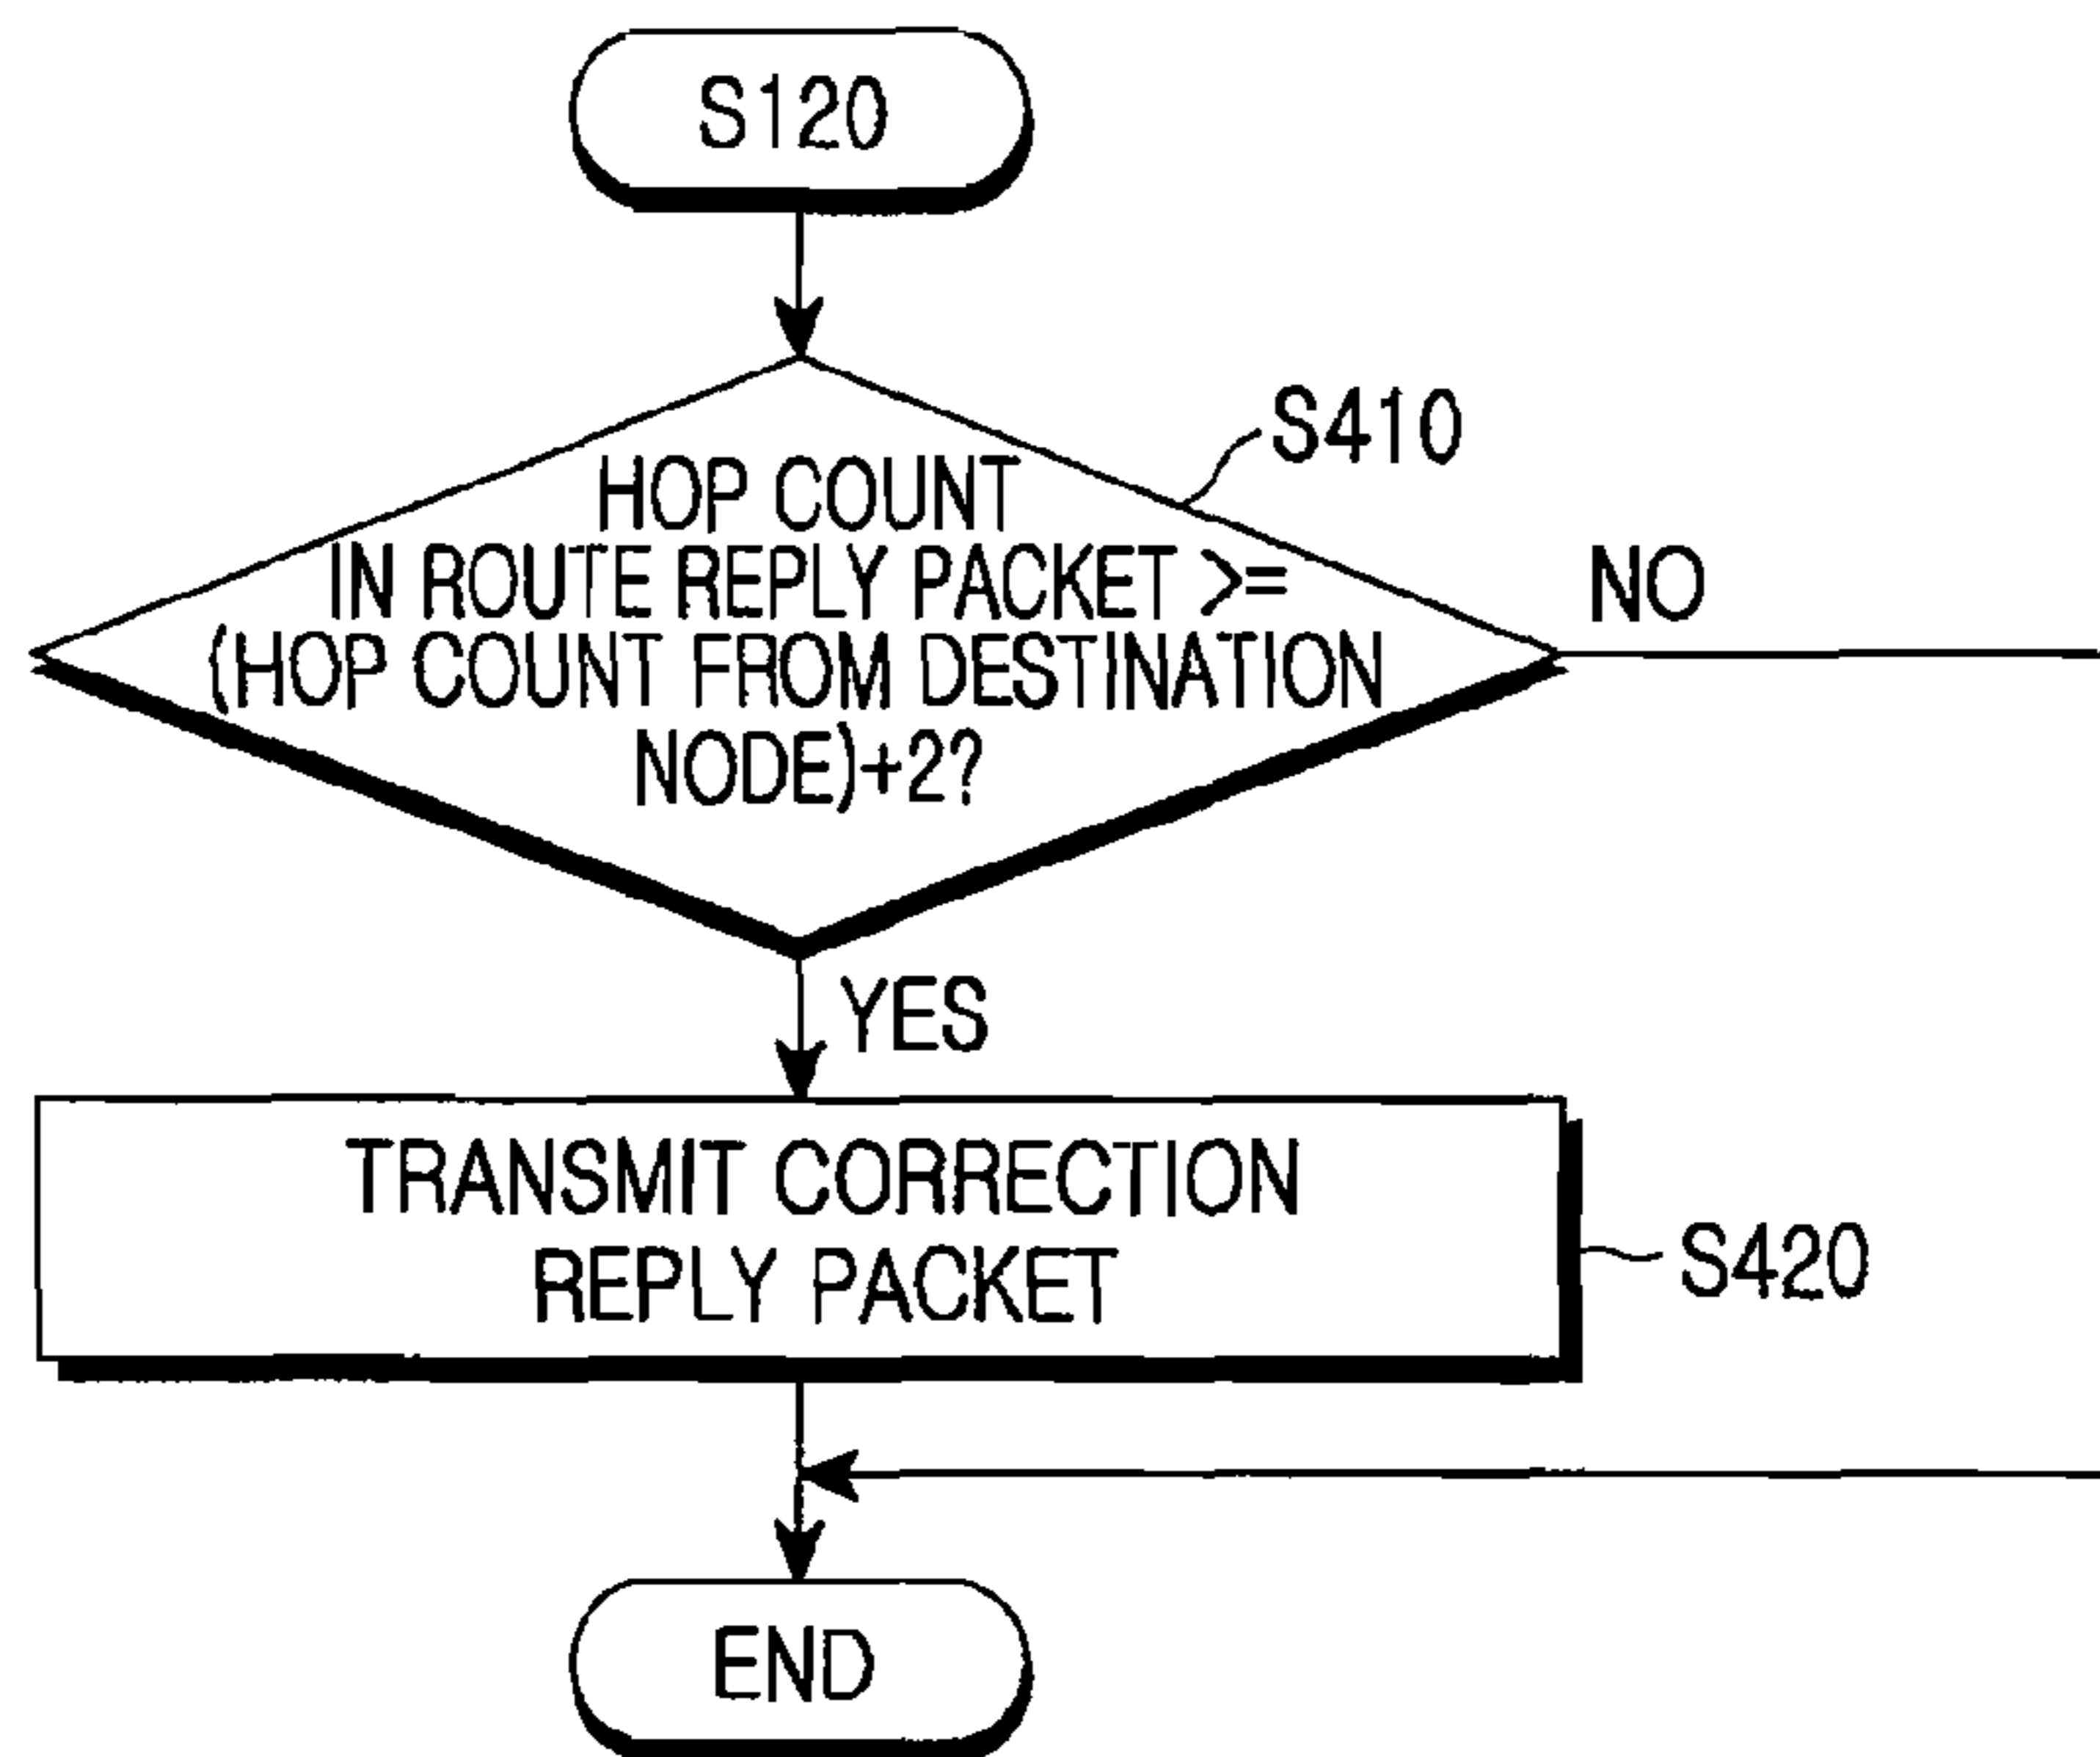 S120
S410
HOP COUNT
IN ROUTE REPLY PACKET >=
(HOP COUNT FROM DESTINATION
NODE)+2?
NO
YES
TRANSMIT CORRECTION
REPLY PACKET
S420
END